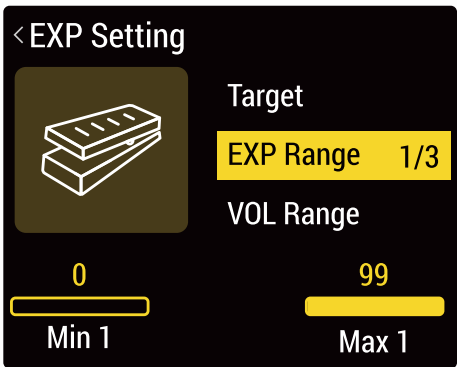 <EXP Setting
Target
EXP Range 1/3
VOL Range
0 99
Min 1 Max 1